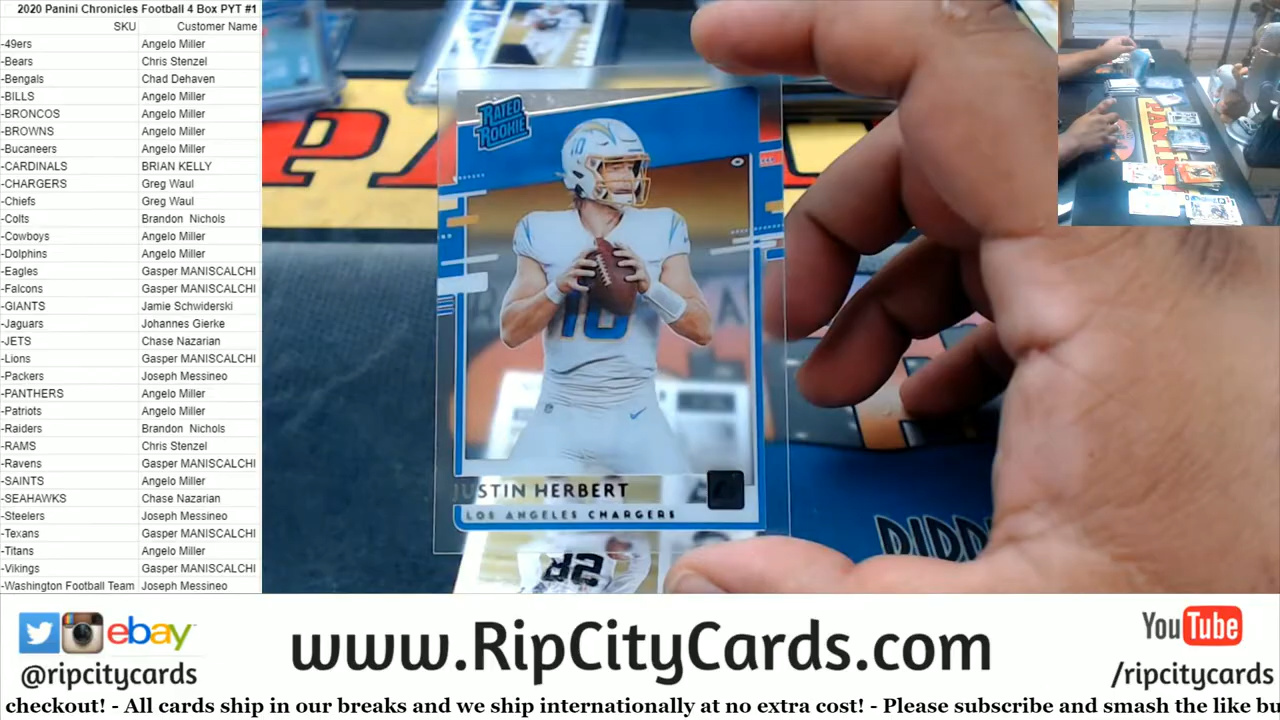 2020 Panini Chronicles Football 4 Box PYT #1
SKU Customer Name
-49ers Angelo Miller
-Bears Chris Stenzel
-Bengals Chad Dehaven
-BILLS Angelo Miller
-BRONCOS Angelo Miller
-BROWNS Angelo Miller
-Bucaneers Angelo Miller
-CARDINALS BRIAN KELLY
-CHARGERS Greg Waul
-Chiefs Greg Waul
-Colts Brandon Nichols
-Cowboys Angelo Miller
-Dolphins Angelo Miller
-Eagles Gasper MANISCALCHI
-Falcons Gasper MANISCALCHI
-GIANTS Jamie Schwiderski
-Jaguars Johannes Gierke
-JETS Chase Nazarian
-Lions Gasper MANISCALCHI
-Packers Joseph Messineo
-PANTHERS Angelo Miller
-Patriots Angelo Miller
-Raiders Brandon Nichols
-RAMS Chris Stenzel
-Ravens Gasper MANISCALCHI
-SAINTS Angelo Miller
-SEAHAWKS Chase Nazarian
-Steelers Joseph Messineo
-Texans Gasper MANISCALCHI
-Titans Angelo Miller
-Vikings Gasper MANISCALCHI
-Washington Football Team Joseph Messineo
RATED
ROOKIE
10
10
JUSTIN HERBERT
LOS ANGELES CHARGERS
PANINI
ebay
@ripcitycards
www.RipCityCards.com
YouTube
/ripcitycards
checkout! - All cards ship in our breaks and we ship internationally at no extra cost! - Please subscribe and smash the like bu